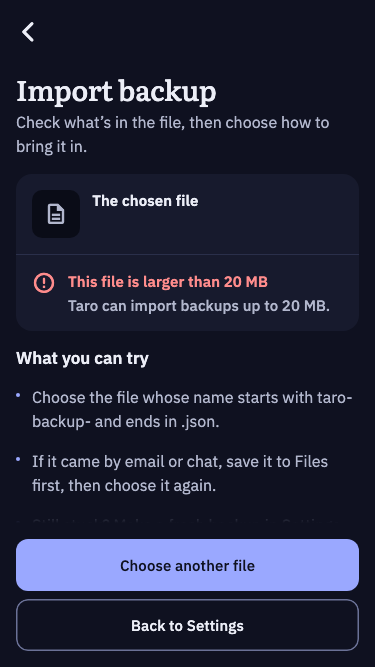 Import backup
Check what’s in the file, then choose how to
bring it in.
The chosen file
This file is larger than 20 MB
Taro can import backups up to 20 MB.
What you can try
• Choose the file whose name starts with taro-
backup- and ends in .json.
• If it came by email or chat, save it to Files
first, then choose it again.
Choose another file
Back to Settings